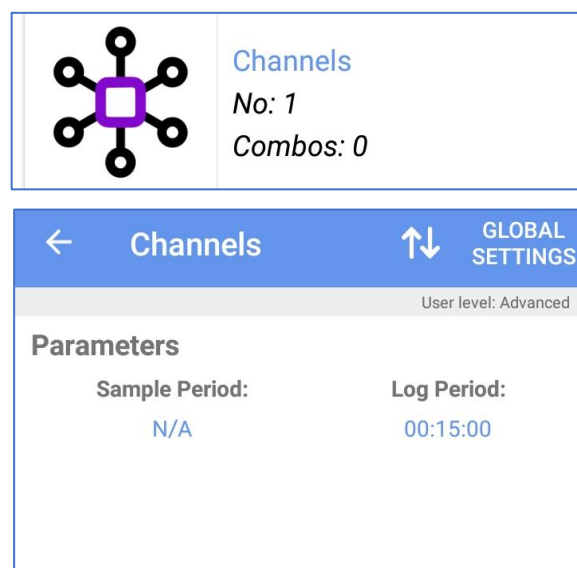 Channels
No: 1
Combos: 0
Channels
GLOBAL
SETTINGS
User level: Advanced
Parameters
Sample Period: Log Period:
N/A 00:15:00